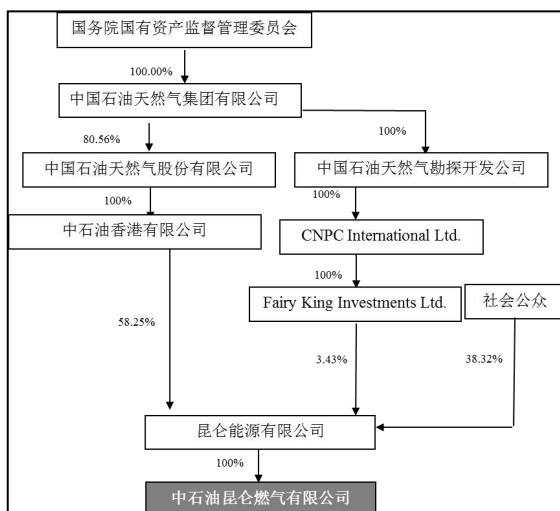 国务院国有资产监督管理委员会
100.00%
中国石油天然气集团有限公司
80.56%
100%
中国石油天然气股份有限公司
中国石油天然气勘探开发公司
100%
100%
中石油香港有限公司
CNPC International Ltd.
100%
Fairy King Investments Ltd.
社会公众
58.25%
3.43%
38.32%
昆仑能源有限公司
100%
中石油昆仑燃气有限公司